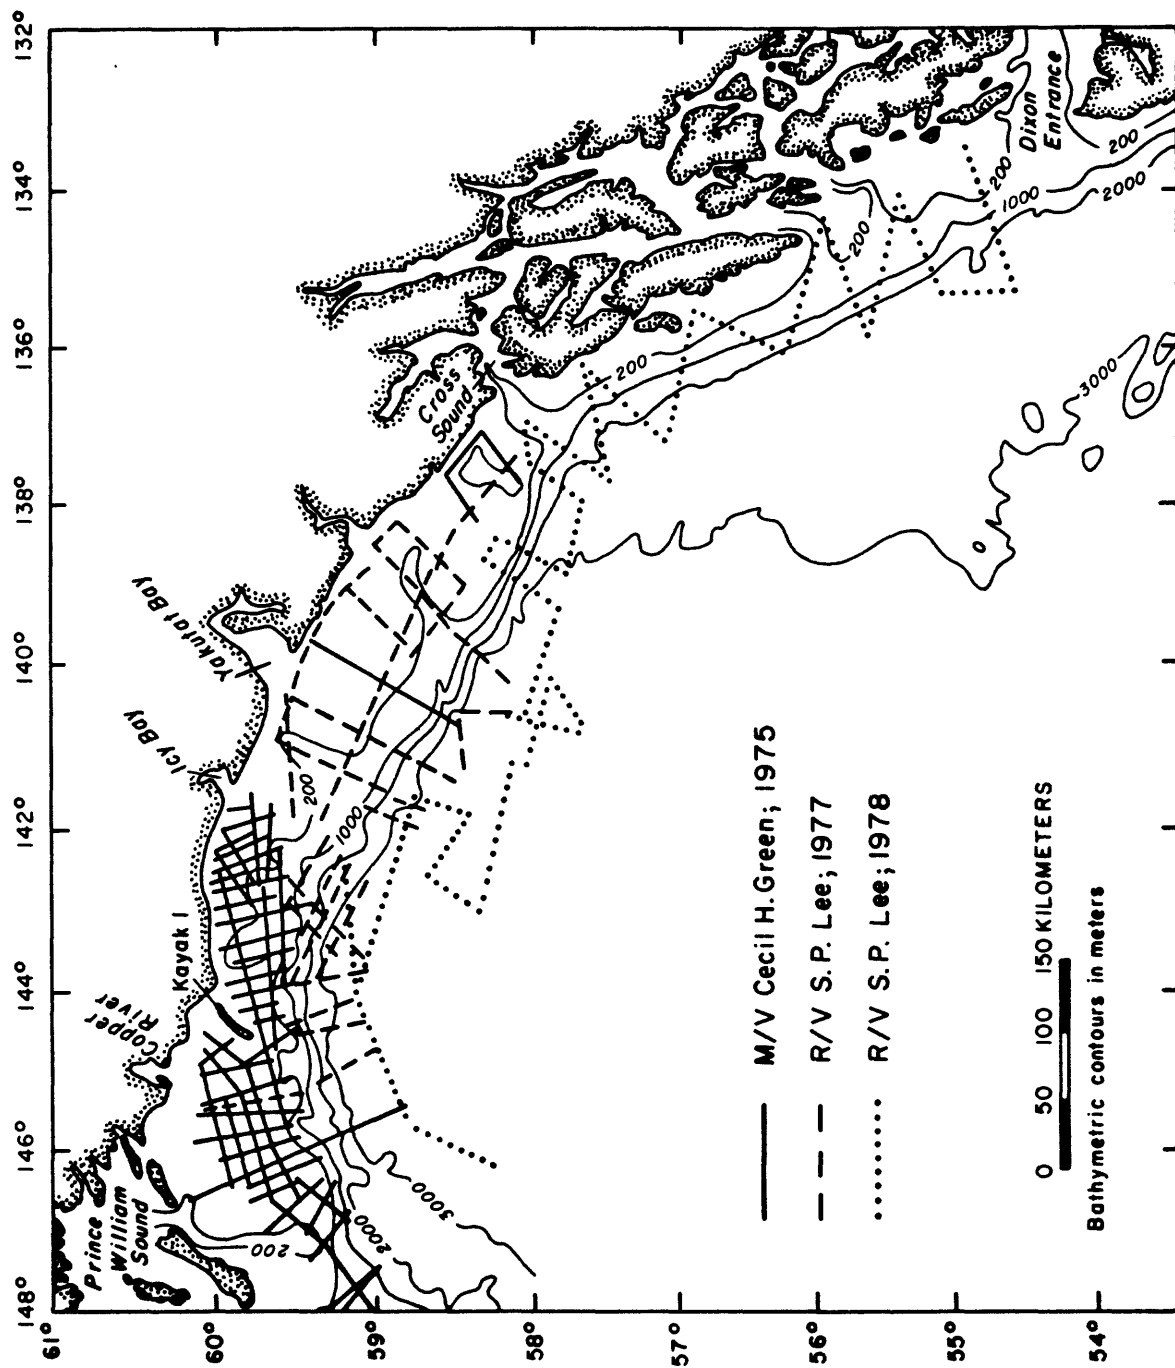 148°
146°
144°
142°
140°
138°
136°
134°
132°
61°
60°
59°
58°
57°
56°
55°
54°
Prince
William
Sound
Copper
River
Kayak I
Icy Bay
Yakutat Bay
Cross
Sound
Dixon
Entrance
200
2000
3000
200
1000
200
200
200
1000
2000
200
3000
M/V Cecil H. Green; 1975
R/V S.P. Lee; 1977
R/V S.P. Lee; 1978
0 50 100 150 KILOMETERS
Bathymetric contours in meters